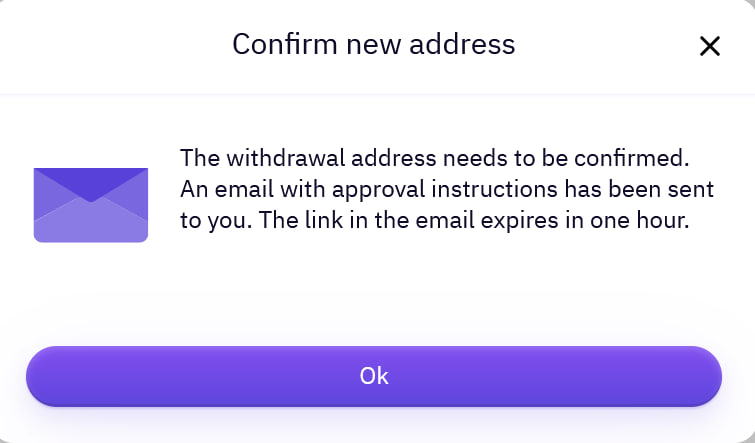 Confirm new address
The withdrawal address needs to be confirmed.
An email with approval instructions has been sent
to you. The link in the email expires in one hour.
Ok